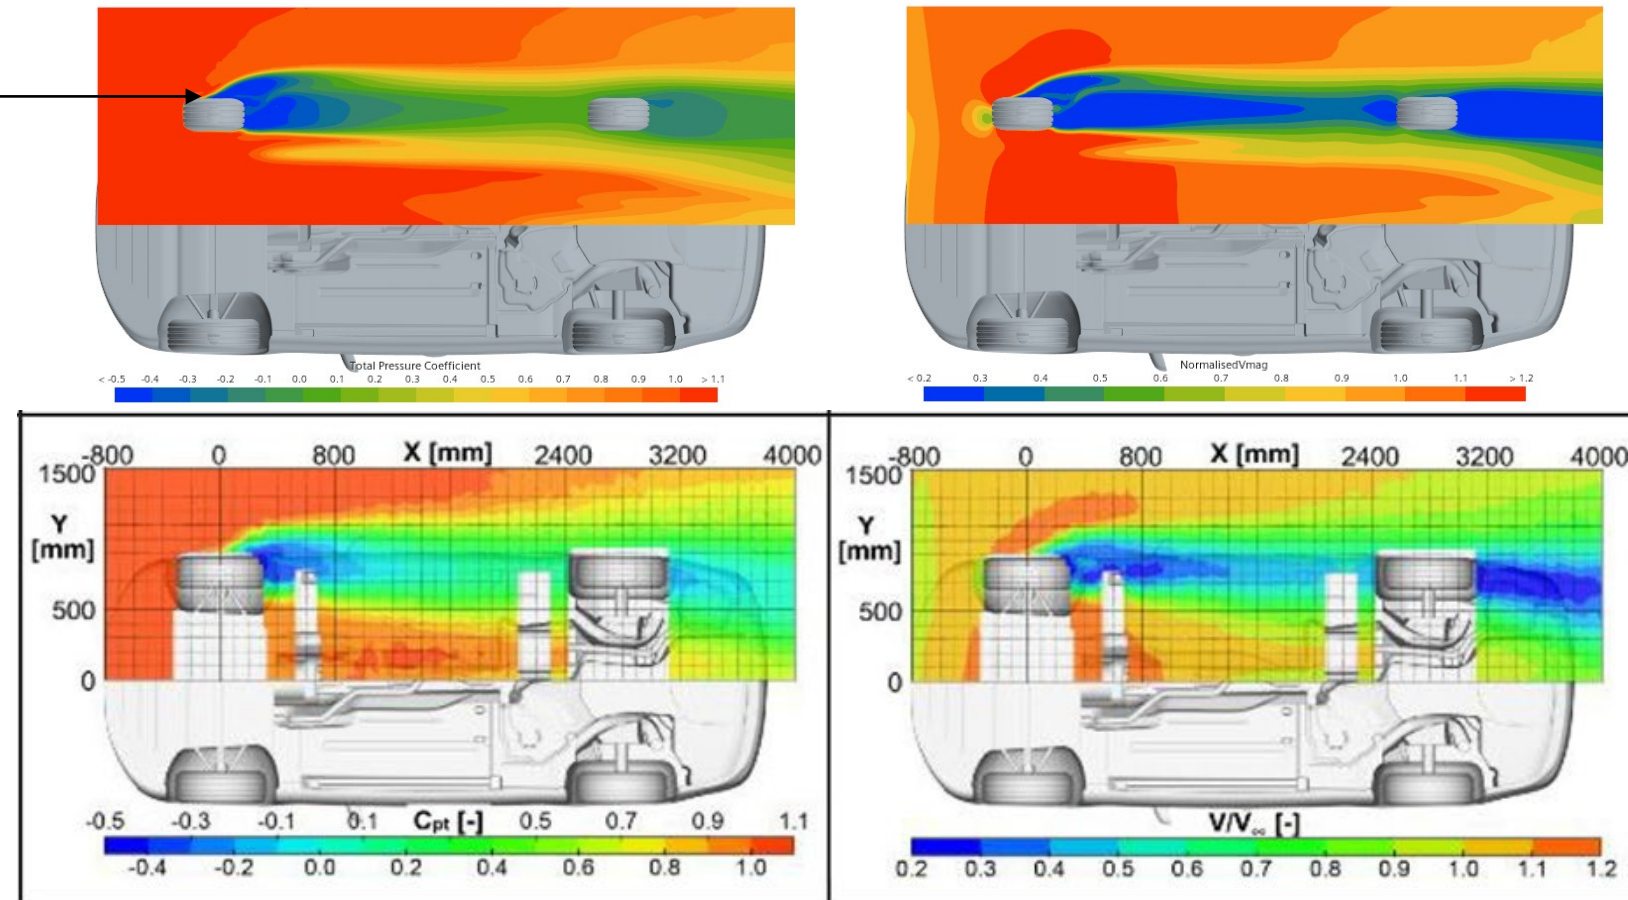 Total Pressure Coefficient
< -0.5 -0.4 -0.3 -0.2 -0.1 0.0 0.1 0.2 0.3 0.4 0.5 0.6 0.7 0.8 0.9 1.0 > 1.1
NormalisedVmag
< 0.2 0.3 0.4 0.5 0.6 0.7 0.8 0.9 1.0 1.1 > 1.2
-800 0 800 X [mm] 2400 3200 4000
1500
Y
[mm]
500
0
-0.5 -0.3 -0.1 0.1 Cpt [-] 0.5 0.7 0.9 1.1
-0.4 -0.2 0.0 0.2 0.4 0.6 0.8 1.0
-800 0 800 X [mm] 2400 3200 4000
1500
Y
[mm]
500
0
V/V∞ [-]
0.2 0.3 0.4 0.5 0.6 0.7 0.8 0.9 1.0 1.1 1.2